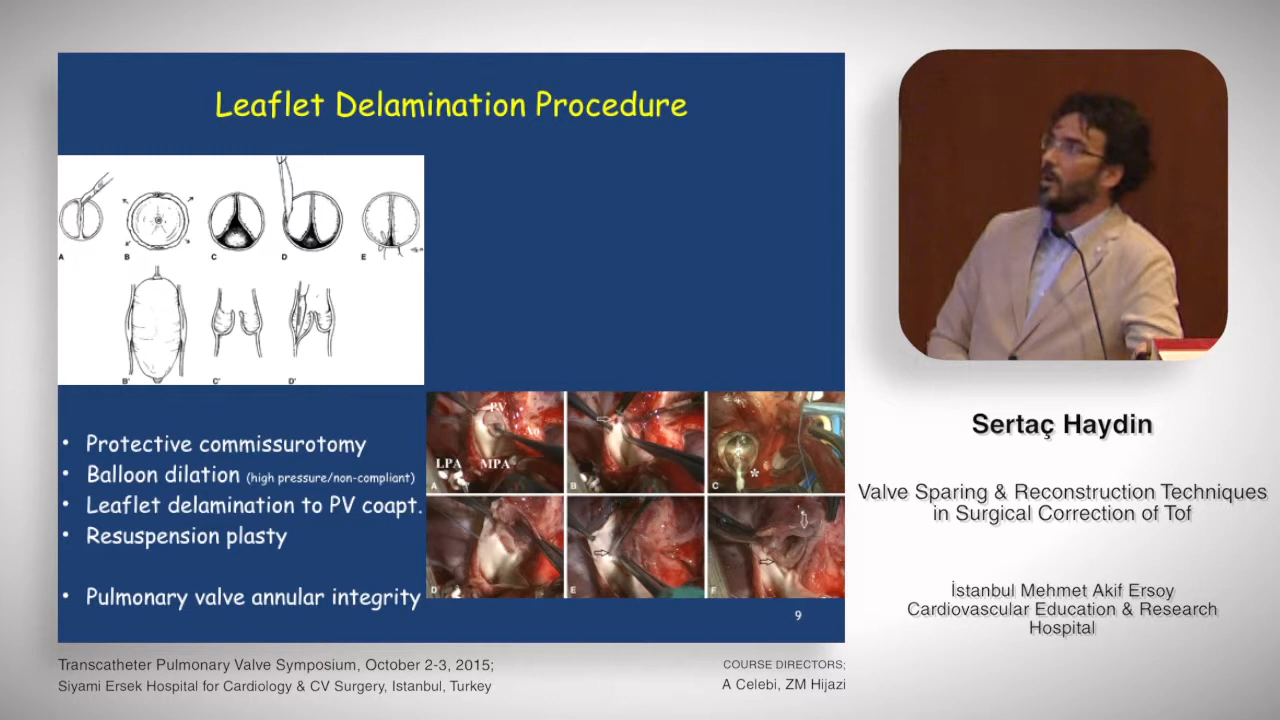 Leaflet Delamination Procedure
A
B
C
D
E
B'
C'
D'
• Protective commissurotomy
• Balloon dilation (high pressure/non-compliant)
• Leaflet delamination to PV coapt.
• Resuspension plasty
• Pulmonary valve annular integrity
PV
Ao
LPA
MPA
*
A
B
C
D
E
F
9
Sertaç Haydin
Valve Sparing & Reconstruction Techniques
in Surgical Correction of Tof
İstanbul Mehmet Akif Ersoy
Cardiovascular Education & Research
Hospital
Transcatheter Pulmonary Valve Symposium, October 2-3, 2015;
Siyami Ersek Hospital for Cardiology & CV Surgery, Istanbul, Turkey
COURSE DIRECTORS;
A Celebi, ZM Hijazi